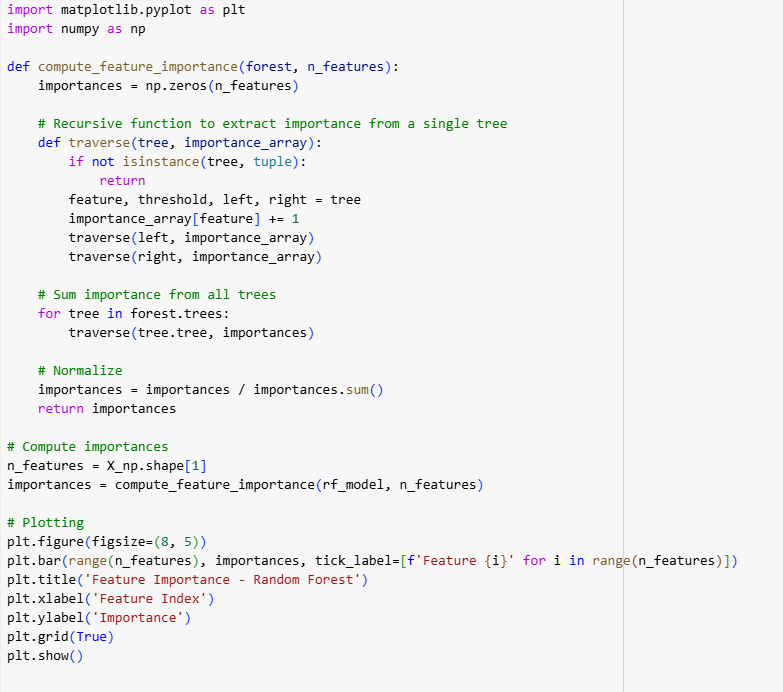 import matplotlib.pyplot as plt
import numpy as np
def compute_feature_importance(forest, n_features):
    importances = np.zeros(n_features)
    # Recursive function to extract importance from a single tree
    def traverse(tree, importance_array):
        if not isinstance(tree, tuple):
            return
        feature, threshold, left, right = tree
        importance_array[feature] += 1
        traverse(left, importance_array)
        traverse(right, importance_array)
    # Sum importance from all trees
    for tree in forest.trees:
        traverse(tree.tree, importances)
    # Normalize
    importances = importances / importances.sum()
    return importances
# Compute importances
n_features = X_np.shape[1]
importances = compute_feature_importance(rf_model, n_features)
# Plotting
plt.figure(figsize=(8, 5))
plt.bar(range(n_features), importances, tick_label=[f'Feature {i}' for i in range(n_features)])
plt.title('Feature Importance - Random Forest')
plt.xlabel('Feature Index')
plt.ylabel('Importance')
plt.grid(True)
plt.show()